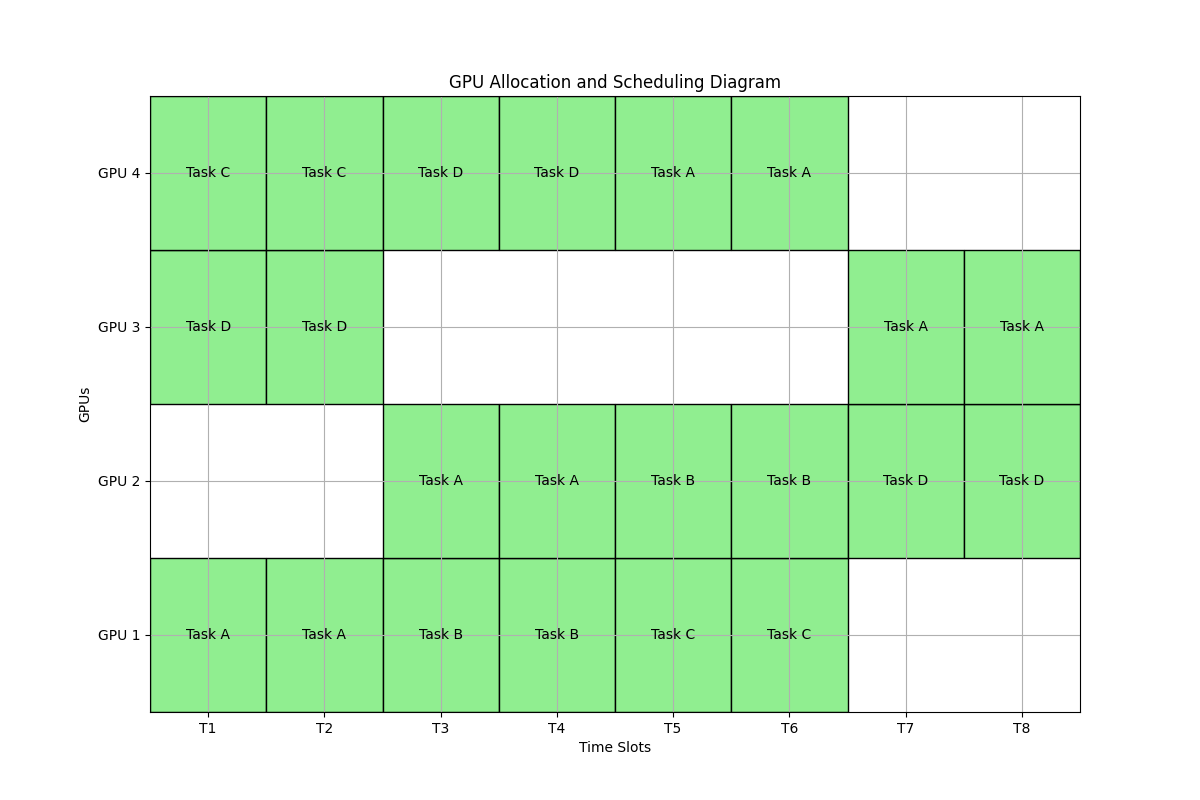 GPU Allocation and Scheduling Diagram
GPU 4 Task C Task C Task D Task D Task A Task A
GPU 3 Task D Task D Task A Task A
GPUs
GPU 2 Task A Task A Task B Task B Task D Task D
GPU 1 Task A Task A Task B Task B Task C Task C
T1 T2 T3 T4 T5 T6 T7 T8
Time Slots